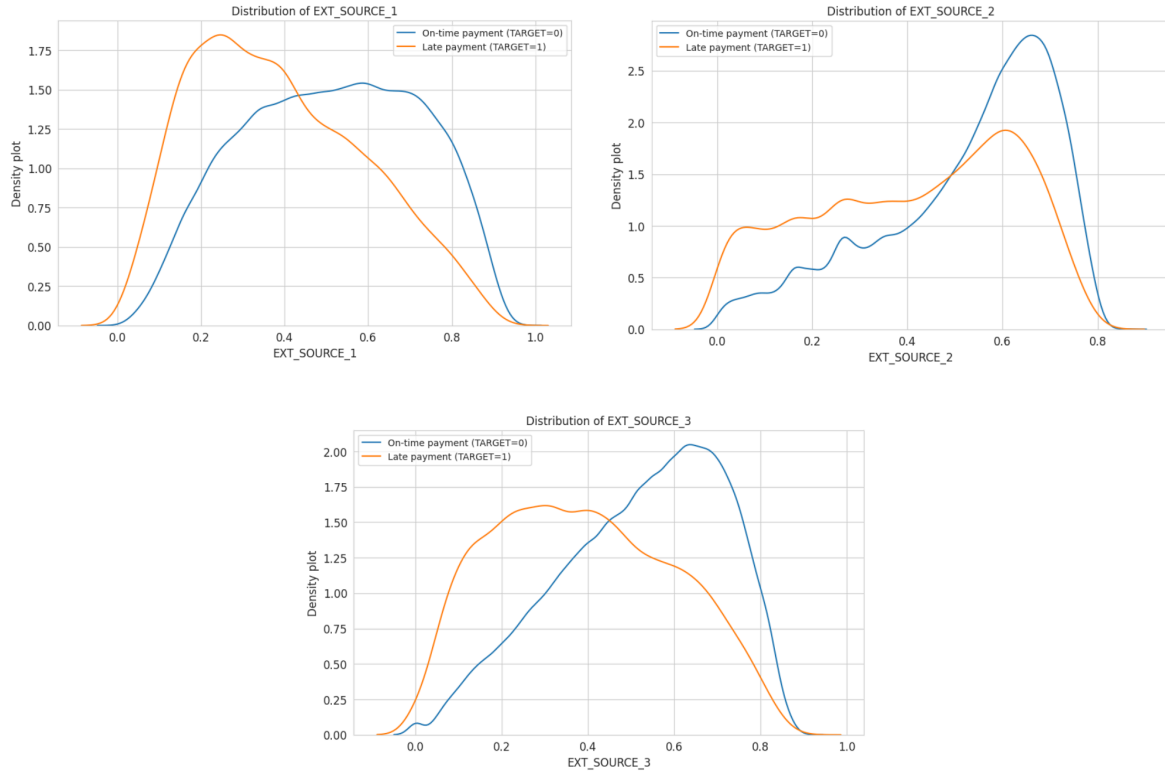 Distribution of EXT_SOURCE_1
On-time payment (TARGET=0)
Late payment (TARGET=1)
1.75
1.50
1.25
1.00
0.75
0.50
0.25
0.00
Density plot
0.0 0.2 0.4 0.6 0.8 1.0
EXT_SOURCE_1
Distribution of EXT_SOURCE_2
On-time payment (TARGET=0)
Late payment (TARGET=1)
2.5
2.0
1.5
1.0
0.5
0.0
Density plot
0.0 0.2 0.4 0.6 0.8
EXT_SOURCE_2
Distribution of EXT_SOURCE_3
On-time payment (TARGET=0)
Late payment (TARGET=1)
2.00
1.75
1.50
1.25
1.00
0.75
0.50
0.25
0.00
Density plot
0.0 0.2 0.4 0.6 0.8 1.0
EXT_SOURCE_3